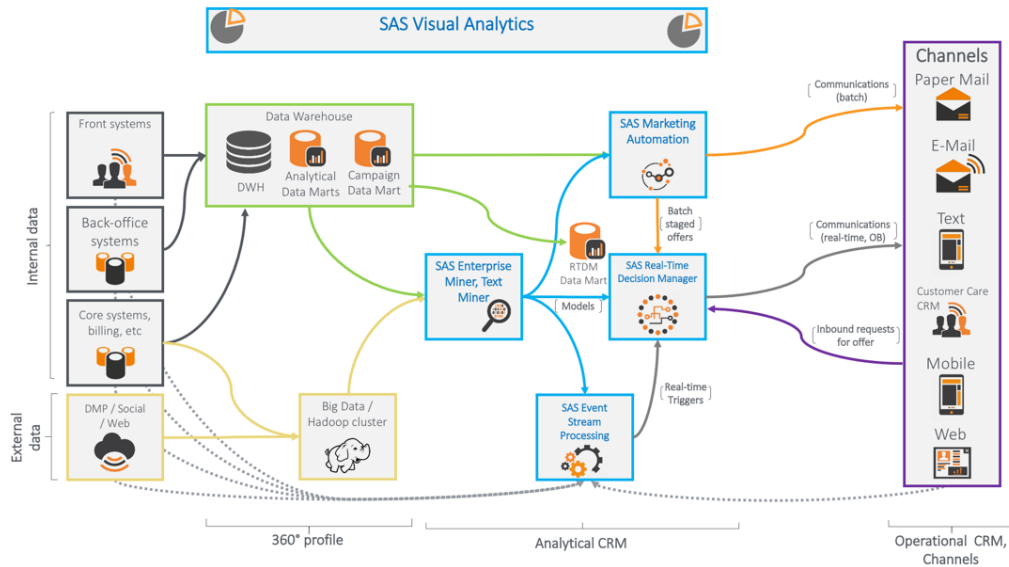 SAS Visual Analytics
Internal data
Front systems
Back-office
systems
Core systems,
billing, etc
External
data
DMP / Social
/ Web
Data Warehouse
DWH
Analytical
Data Marts
Campaign
Data Mart
Big Data /
Hadoop cluster
SAS Enterprise
Miner, Text
Miner
Models
SAS Marketing
Automation
Batch
staged
offers
RTDM
Data Mart
SAS Real-Time
Decision Manager
Real-time
Triggers
SAS Event
Stream
Processing
Communications
(batch)
Communications
(real-time, OB)
Inbound requests
for offer
Channels
Paper Mail
E-Mail
Text
Customer Care
CRM
Mobile
Web
360° profile
Analytical CRM
Operational CRM,
Channels